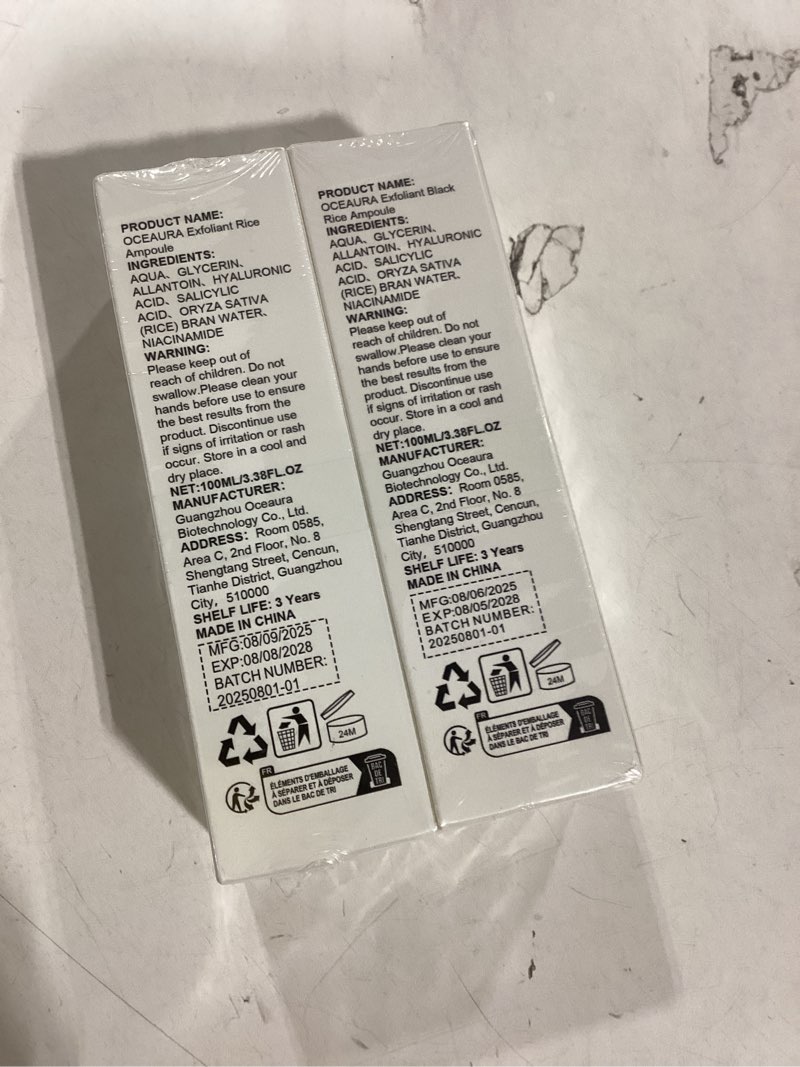 PRODUCT NAME:
OCEAURA Exfoliant Rice
Ampoule
INGREDIENTS:
AQUA、GLYCERIN、
ALLANTOIN、HYALURONIC
ACID、SALICYLIC
ACID、ORYZA SATIVA
(RICE) BRAN WATER、
NIACINAMIDE
WARNING:
Please keep out of
reach of children. Do not
swallow.Please clean your
hands before use to ensure
the best results from the
product. Discontinue use
if signs of irritation or rash
occur. Store in a cool and
dry place.
NET:100ML/3.38FL.OZ
MANUFACTURER:
Guangzhou Oceaura
Biotechnology Co., Ltd.
ADDRESS：Room 0585,
Area C, 2nd Floor, No. 8
Shengtang Street, Cencun,
Tianhe District, Guangzhou
City，510000
SHELF LIFE: 3 Years
MADE IN CHINA
MFG:08/09/2025
EXP:08/08/2028
BATCH NUMBER:
20250801-01
24M
FR
ÉLÉMENTS D'EMBALLAGE
À SÉPARER ET À DÉPOSER
DANS LE BAC DE TRI
BAC
DE
TRI
PRODUCT NAME:
OCEAURA Exfoliant Black
Rice Ampoule
INGREDIENTS:
AQUA、GLYCERIN、
ALLANTOIN、HYALURONIC
ACID、SALICYLIC
ACID、ORYZA SATIVA
(RICE) BRAN WATER、
NIACINAMIDE
WARNING:
Please keep out of
reach of children. Do not
swallow.Please clean your
hands before use to ensure
the best results from the
product. Discontinue use
if signs of irritation or rash
occur. Store in a cool and
dry place.
NET:100ML/3.38FL.OZ
MANUFACTURER:
Guangzhou Oceaura
Biotechnology Co., Ltd.
ADDRESS：Room 0585,
Area C, 2nd Floor, No. 8
Shengtang Street, Cencun,
Tianhe District, Guangzhou
City，510000
SHELF LIFE: 3 Years
MADE IN CHINA
MFG:08/06/2025
EXP:08/05/2028
BATCH NUMBER:
20250801-01
24M
FR
ÉLÉMENTS D'EMBALLAGE
À SÉPARER ET À DÉPOSER
DANS LE BAC DE TRI
BAC
DE
TRI